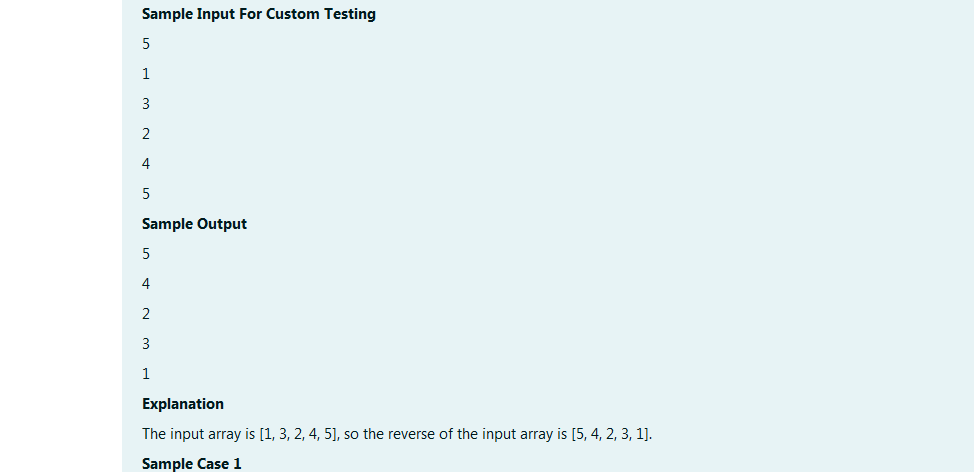 Sample Input For Custom Testing
5
1
3
2
4
5
Sample Output
5
4
2
3
1
Explanation
The input array is [1, 3, 2, 4, 5], so the reverse of the input array is [5, 4, 2, 3, 1].
Sample Case 1